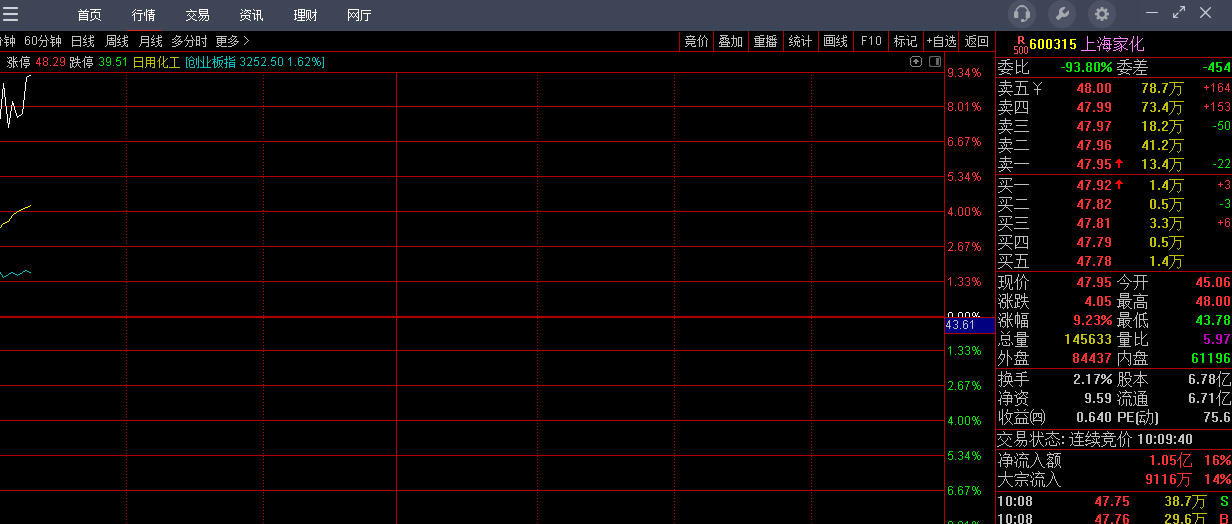 首页 行情 交易 资讯 理财 网厅
钟 60分钟 日线 周线 月线 多分时 更多 竞价 叠加 重播 统计 画线 F10 标记 +自选 返回
涨停 48.29 跌停 39.51 日用化工 [创业板指 3252.50 1.62%]
9.34%
8.01%
6.67%
5.34%
4.00%
2.67%
1.33%
0.00%
43.61
1.33%
2.67%
4.00%
5.34%
6.67%
R 500 600315 上海家化
委比 -93.80% 委差 -454
卖五 ¥ 48.00 78.7万 +164
卖四 47.99 73.4万 +153
卖三 47.97 18.2万 -50
卖二 47.96 41.2万
卖一 47.95 ↑ 13.4万 -22
买一 47.92 ↑ 1.4万 +3
买二 47.82 0.5万 -3
买三 47.81 3.3万 +6
买四 47.79 0.5万
买五 47.78 1.4万
现价 47.95 今开 45.06
涨跌 4.05 最高 48.00
涨幅 9.23% 最低 43.78
总量 145633 量比 5.97
外盘 84437 内盘 61196
换手 2.17% 股本 6.78亿
净资 9.59 流通 6.71亿
收益㈣ 0.640 PE(动) 75.6
交易状态: 连续竞价 10:09:40
净流入额 1.05亿 16%
大宗流入 9116万 14%
10:08 47.75 38.7万 S
10:08 47.76 29.6万 B